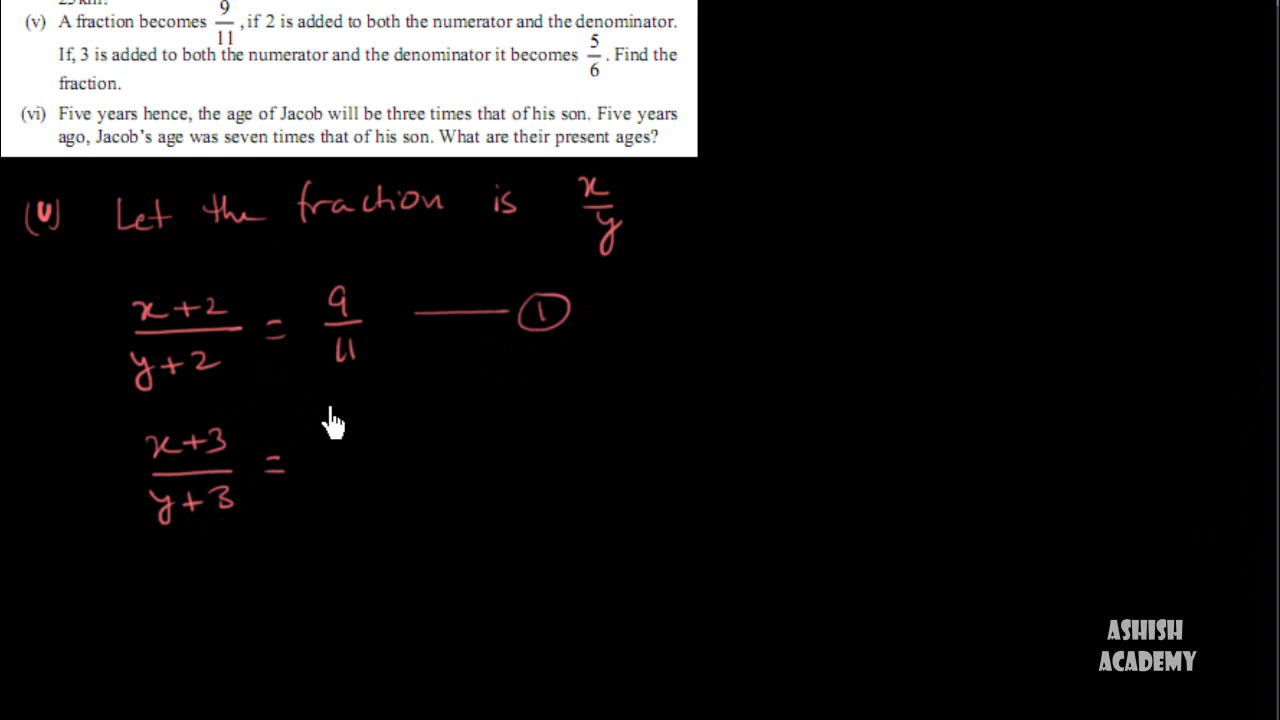 (v) A fraction becomes 9/11, if 2 is added to both the numerator and the denominator.
If, 3 is added to both the numerator and the denominator it becomes 5/6. Find the
fraction.
(vi) Five years hence, the age of Jacob will be three times that of his son. Five years
ago, Jacob's age was seven times that of his son. What are their present ages?
(v) Let the fraction is x/y
x+2/y+2 = 9/11 —— ①
x+3/y+3 =
ASHISH
ACADEMY